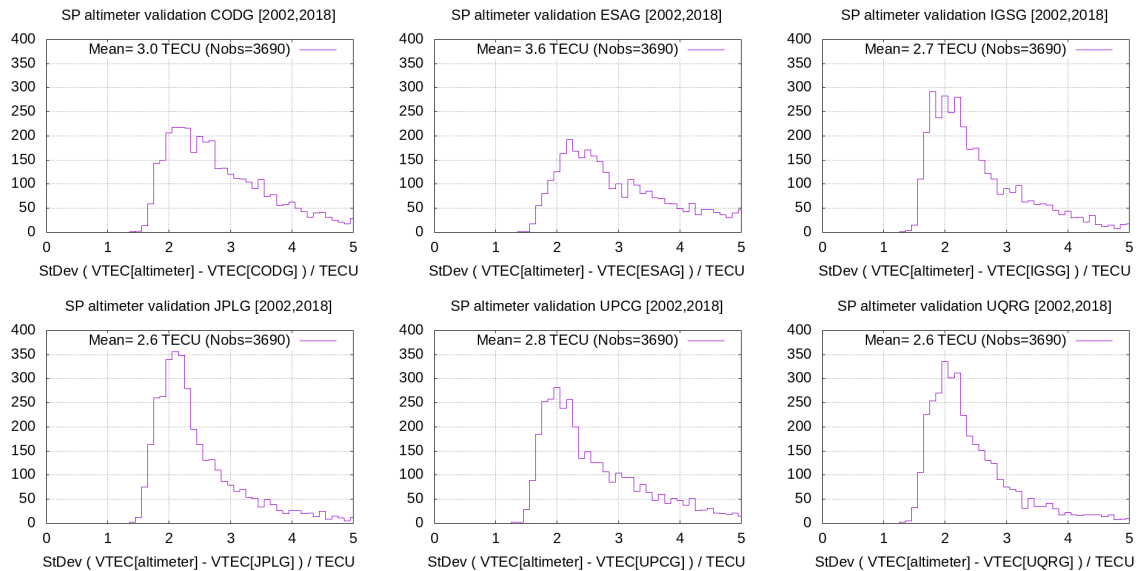 SP altimeter validation CODG [2002,2018]
Mean= 3.0 TECU (Nobs=3690)
400
350
300
250
200
150
100
50
0
0 1 2 3 4 5
StDev ( VTEC[altimeter] - VTEC[CODG] ) / TECU
SP altimeter validation ESAG [2002,2018]
Mean= 3.6 TECU (Nobs=3690)
400
350
300
250
200
150
100
50
0
0 1 2 3 4 5
StDev ( VTEC[altimeter] - VTEC[ESAG] ) / TECU
SP altimeter validation IGSG [2002,2018]
Mean= 2.7 TECU (Nobs=3690)
400
350
300
250
200
150
100
50
0
0 1 2 3 4 5
StDev ( VTEC[altimeter] - VTEC[IGSG] ) / TECU
SP altimeter validation JPLG [2002,2018]
Mean= 2.6 TECU (Nobs=3690)
400
350
300
250
200
150
100
50
0
0 1 2 3 4 5
StDev ( VTEC[altimeter] - VTEC[JPLG] ) / TECU
SP altimeter validation UPCG [2002,2018]
Mean= 2.8 TECU (Nobs=3690)
400
350
300
250
200
150
100
50
0
0 1 2 3 4 5
StDev ( VTEC[altimeter] - VTEC[UPCG] ) / TECU
SP altimeter validation UQRG [2002,2018]
Mean= 2.6 TECU (Nobs=3690)
400
350
300
250
200
150
100
50
0
0 1 2 3 4 5
StDev ( VTEC[altimeter] - VTEC[UQRG] ) / TECU